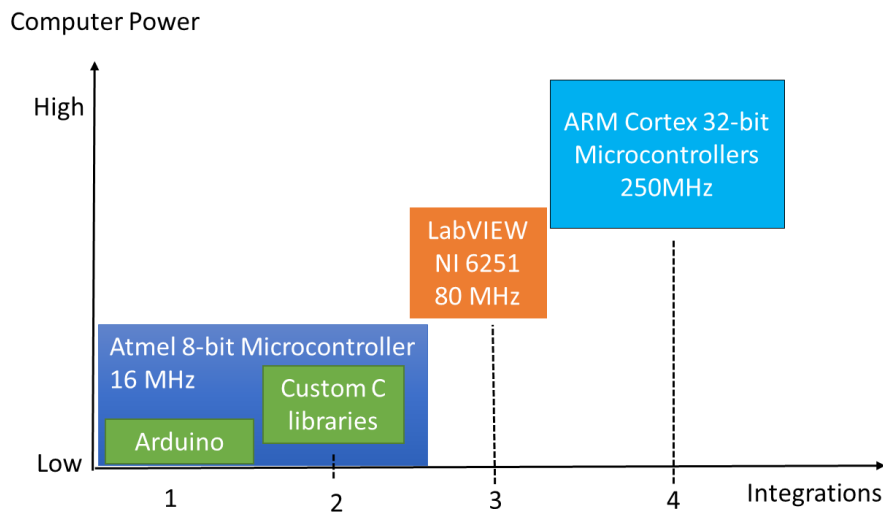 Computer Power
High
ARM Cortex 32-bit
Microcontrollers
250MHz
LabVIEW
NI 6251
80 MHz
Atmel 8-bit Microcontroller
16 MHz
Custom C
libraries
Arduino
Low
1
2
3
4
Integrations